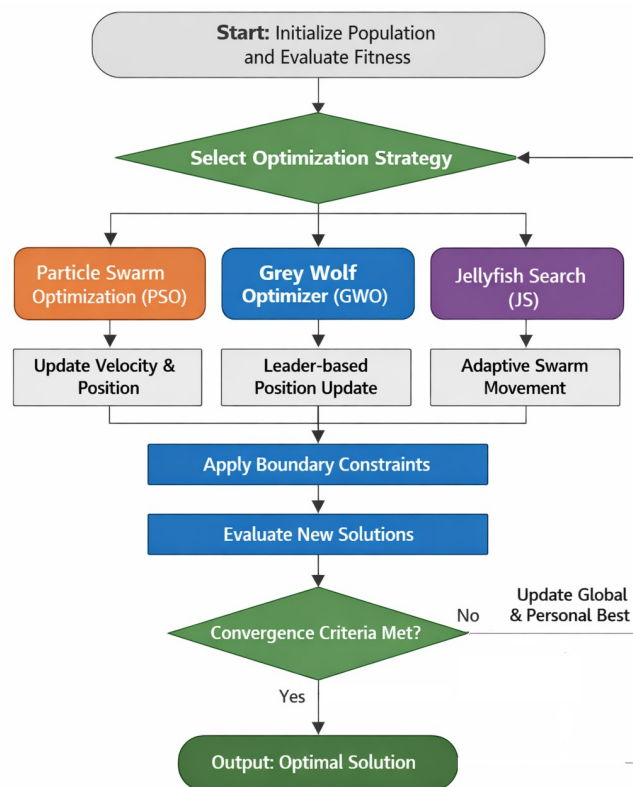 Start: Initialize Population
and Evaluate Fitness
Select Optimization Strategy
Particle Swarm
Optimization (PSO)
Grey Wolf
Optimizer (GWO)
Jellyfish Search
(JS)
Update Velocity &
Position
Leader-based
Position Update
Adaptive Swarm
Movement
Apply Boundary Constraints
Evaluate New Solutions
Convergence Criteria Met?
No
Update Global
& Personal Best
Yes
Output: Optimal Solution